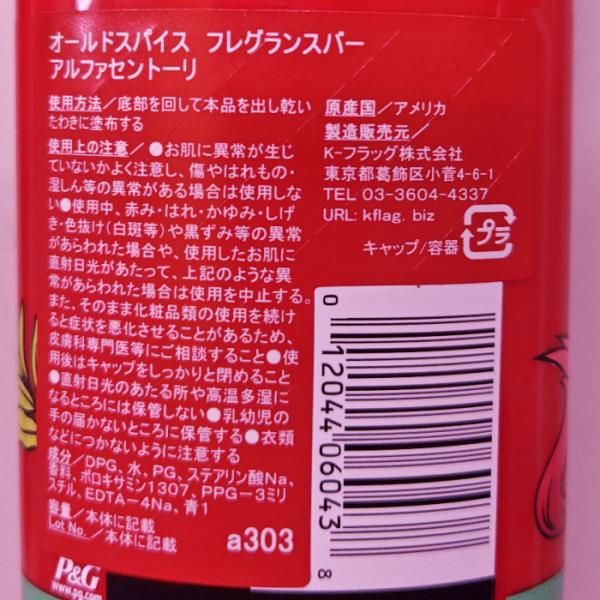 オールドスパイス フレグランスバー
アルファセントーリ
使用方法／底部を回して本品を出し乾い
たわきに塗布する
使用上の注意／●お肌に異常が生じ
ていないかよく注意し、傷やはれもの・
湿しん等の異常がある場合は使用しな
い●使用中、赤み・はれ・かゆみ・しげ
き・色抜け(白斑等)や黒ずみ等の異常
があらわれた場合や、使用したお肌に
直射日光があたって、上記のような異
常があらわれた場合は使用を中止する。
また、そのまま化粧品類の使用を続け
ると症状を悪化させることがあるため、
皮膚科専門医等にご相談すること●使
用後はキャップをしっかりと閉めること
●直射日光のあたる所や高温多湿に
なるところには保管しない●乳幼児の
手の届かないところに保管する●衣類
などにつかないように注意する
成分／DPG、水、PG、ステアリン酸Na、
香料、ポロキサミン1307、PPG-3ミリ
スチル、EDTA-4Na、青1
容量／本体に記載
Lot No.／本体に記載
a303
原産国／アメリカ
製造販売元／
K-フラッグ株式会社
東京都葛飾区小菅4-6-1
TEL 03-3604-4337
URL: kflag. biz
プラ
キャップ/容器
0 12044 06043 8
P&G
www.pg.com